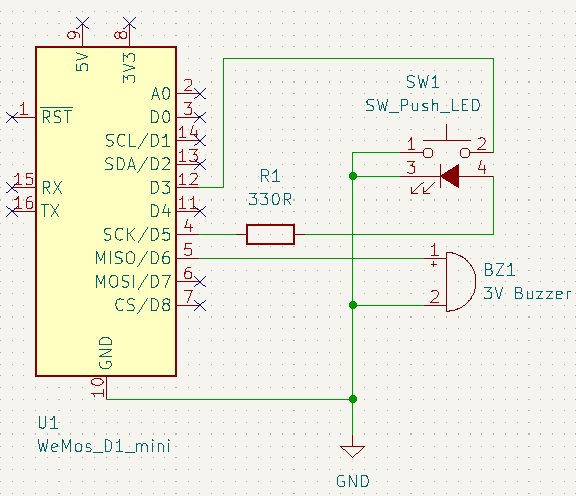 9
8
5V
3V3
A0
2
D0
3
1
RST
SCL/D1
14
SDA/D2
13
15
RX
D3
12
16
TX
D4
11
SCK/D5
4
MISO/D6
5
MOSI/D7
6
CS/D8
7
GND
10
U1
WeMos_D1_mini
R1
330R
SW1
SW_Push_LED
1
2
3
4
1
+
2
BZ1
3V Buzzer
GND